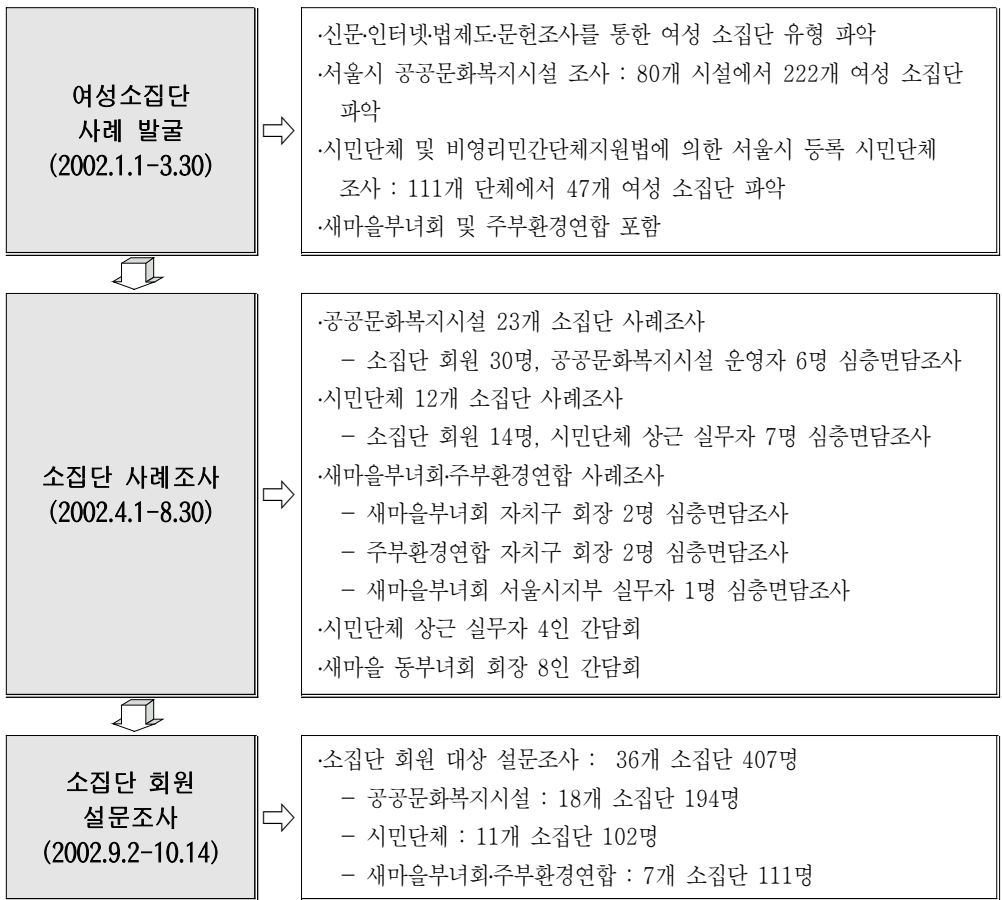 여성소집단
사례 발굴
(2002.1.1-3.30)
·신문·인터넷·법제도·문헌조사를 통한 여성 소집단 유형 파악
·서울시 공공문화복지시설 조사 : 80개 시설에서 222개 여성 소집단
파악
·시민단체 및 비영리민간단체지원법에 의한 서울시 등록 시민단체
조사 : 111개 단체에서 47개 여성 소집단 파악
·새마을부녀회 및 주부환경연합 포함
소집단 사례조사
(2002.4.1-8.30)
·공공문화복지시설 23개 소집단 사례조사
- 소집단 회원 30명, 공공문화복지시설 운영자 6명 심층면담조사
·시민단체 12개 소집단 사례조사
- 소집단 회원 14명, 시민단체 상근 실무자 7명 심층면담조사
·새마을부녀회·주부환경연합 사례조사
- 새마을부녀회 자치구 회장 2명 심층면담조사
- 주부환경연합 자치구 회장 2명 심층면담조사
- 새마을부녀회 서울시지부 실무자 1명 심층면담조사
·시민단체 상근 실무자 4인 간담회
·새마을 동부녀회 회장 8인 간담회
소집단 회원
설문조사
(2002.9.2-10.14)
·소집단 회원 대상 설문조사 : 36개 소집단 407명
- 공공문화복지시설 : 18개 소집단 194명
- 시민단체 : 11개 소집단 102명
- 새마을부녀회·주부환경연합 : 7개 소집단 111명